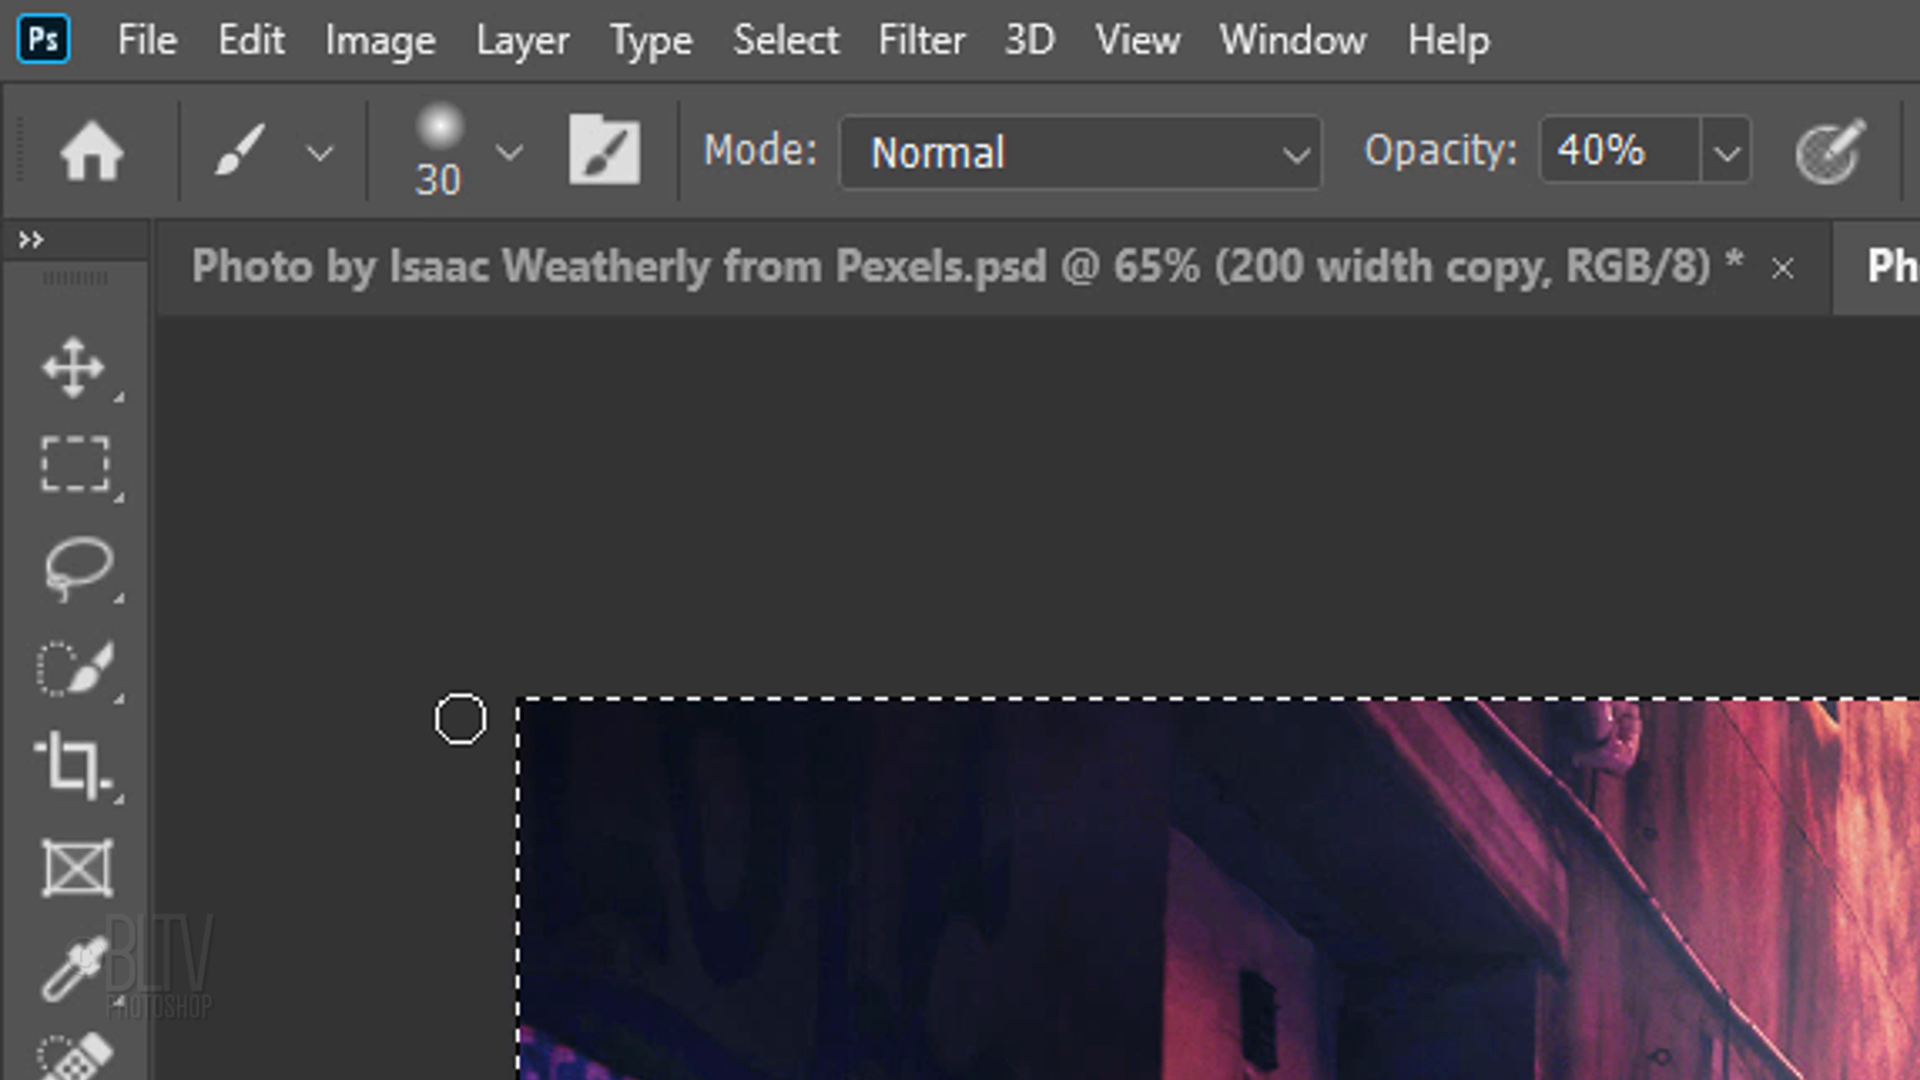 Ps File Edit Image Layer Type Select Filter 3D View Window Help
30 Mode: Normal Opacity: 40%
Photo by Isaac Weatherly from Pexels.psd @ 65% (200 width copy, RGB/8) * × Ph
BLTV
PHOTOSHOP